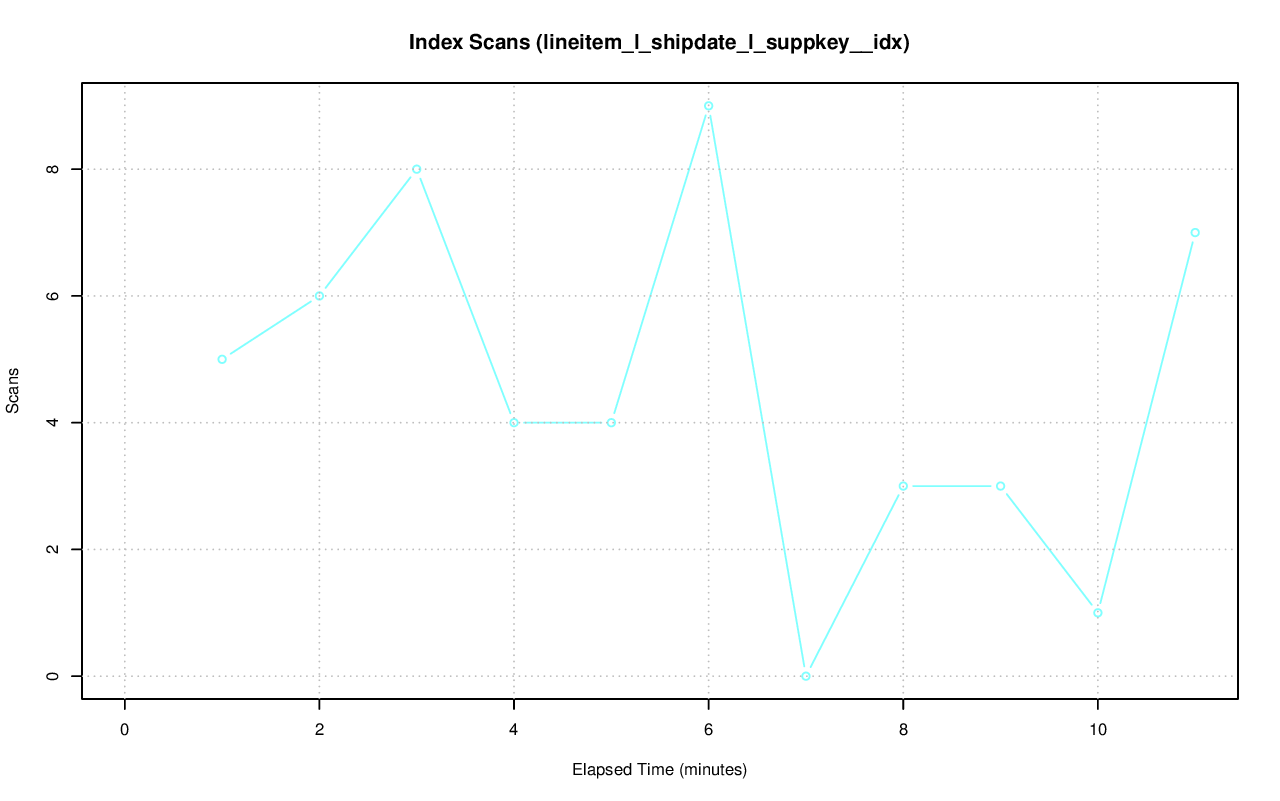 Index Scans (lineitem_l_shipdate_l_suppkey__idx)
Scans
8
6
4
2
0
0 2 4 6 8 10
Elapsed Time (minutes)